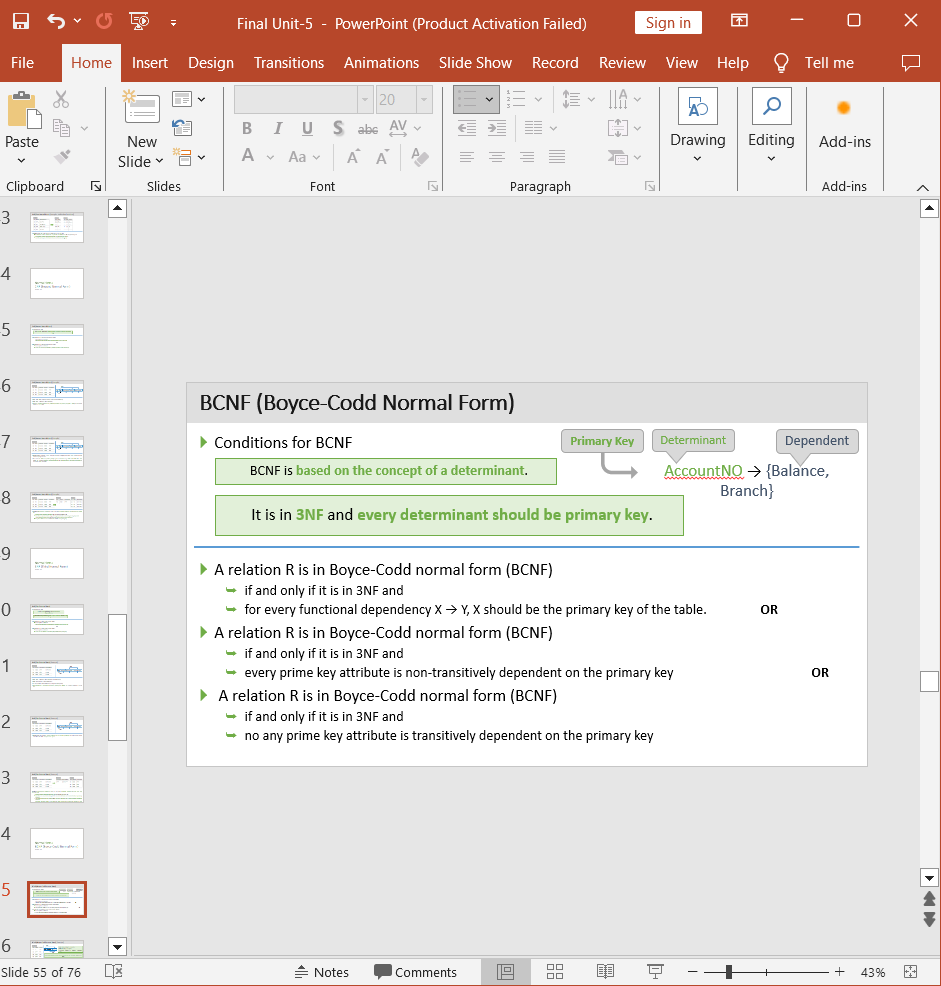 Final Unit-5 - PowerPoint (Product Activation Failed)
Sign in
File Home Insert Design Transitions Animations Slide Show Record Review View Help Tell me
20
B I U S abc AV
A Aa A A A
Paste
New
Slide
Drawing
Editing
Add-ins
Clipboard Slides Font Paragraph Add-ins
3
4
5
6
7
8
9
0
1
2
3
4
5
6
BCNF (Boyce-Codd Normal Form)
Conditions for BCNF
Primary Key Determinant Dependent
BCNF is based on the concept of a determinant.
AccountNO → {Balance,
Branch}
It is in 3NF and every determinant should be primary key.
A relation R is in Boyce-Codd normal form (BCNF)
if and only if it is in 3NF and
for every functional dependency X → Y, X should be the primary key of the table. OR
A relation R is in Boyce-Codd normal form (BCNF)
if and only if it is in 3NF and
every prime key attribute is non-transitively dependent on the primary key OR
A relation R is in Boyce-Codd normal form (BCNF)
if and only if it is in 3NF and
no any prime key attribute is transitively dependent on the primary key
Slide 55 of 76 Notes Comments 43%